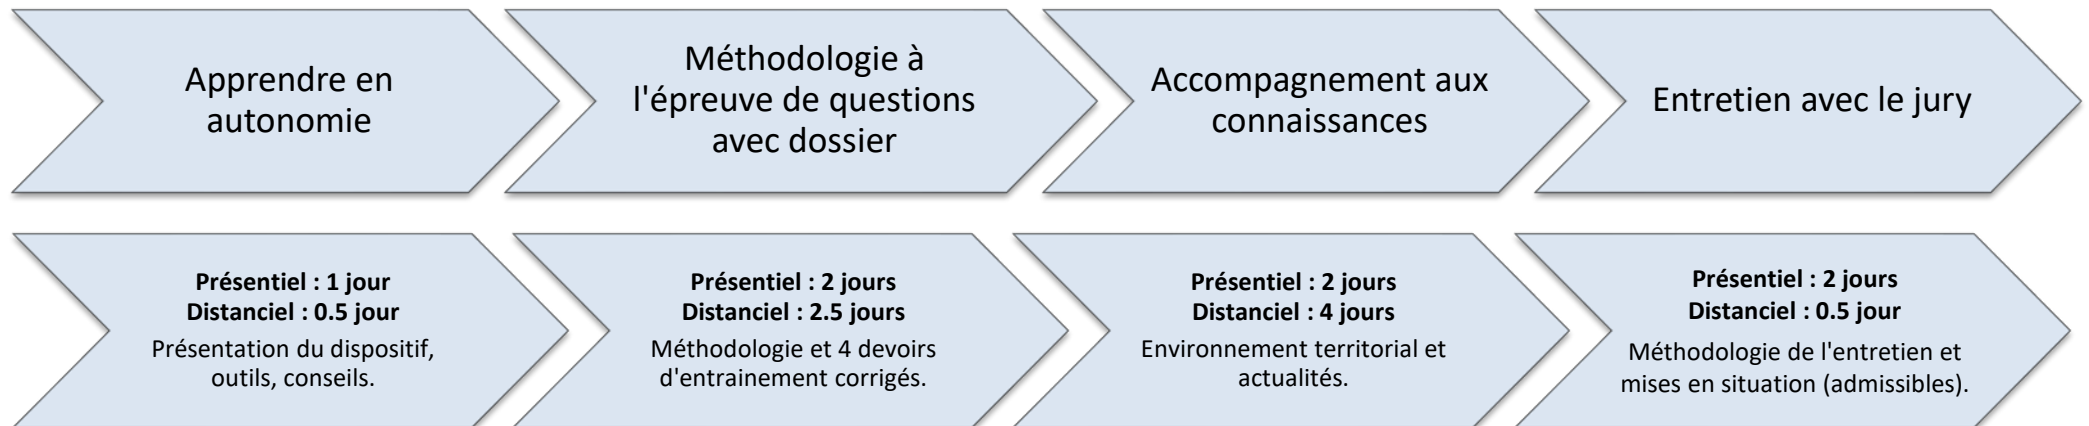 Apprendre en
autonomie
Méthodologie à
l'épreuve de questions
avec dossier
Accompagnement aux
connaissances
Entretien avec le jury
Présentiel : 1 jour
Distanciel : 0.5 jour
Présentation du dispositif,
outils, conseils.
Présentiel : 2 jours
Distanciel : 2.5 jours
Méthodologie et 4 devoirs
d'entrainement corrigés.
Présentiel : 2 jours
Distanciel : 4 jours
Environnement territorial et
actualités.
Présentiel : 2 jours
Distanciel : 0.5 jour
Méthodologie de l'entretien et
mises en situation (admissibles).